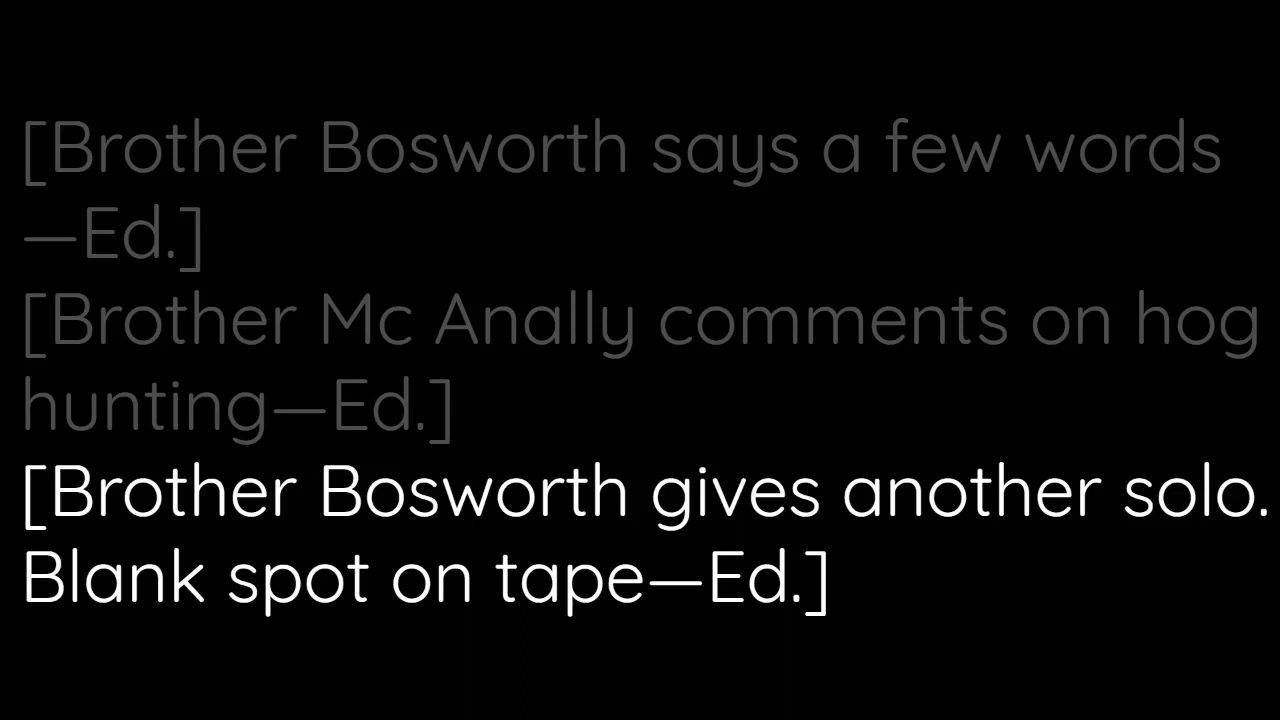 [Brother Bosworth says a few words
—Ed.]
[Brother Mc Anally comments on hog
hunting—Ed.]
[Brother Bosworth gives another solo.
Blank spot on tape—Ed.]